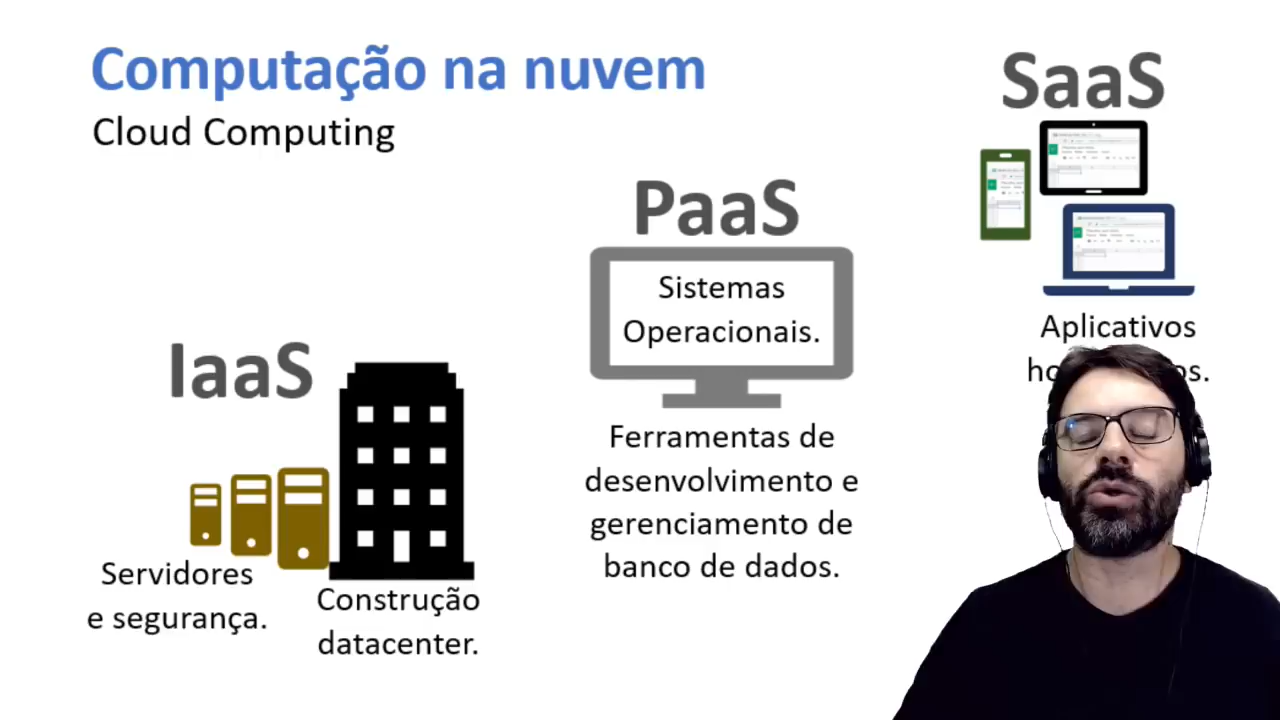 Computação na nuvem
Cloud Computing
SaaS
PaaS
Sistemas
Operacionais.
Aplicativos
IaaS
Ferramentas de
desenvolvimento e
gerenciamento de
banco de dados.
Servidores
e segurança.
Construção
datacenter.